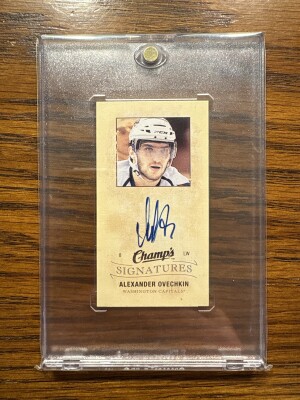 8 LW
Champ's
SIGNATURES
ALEXANDER OVECHKIN
WASHINGTON CAPITALS